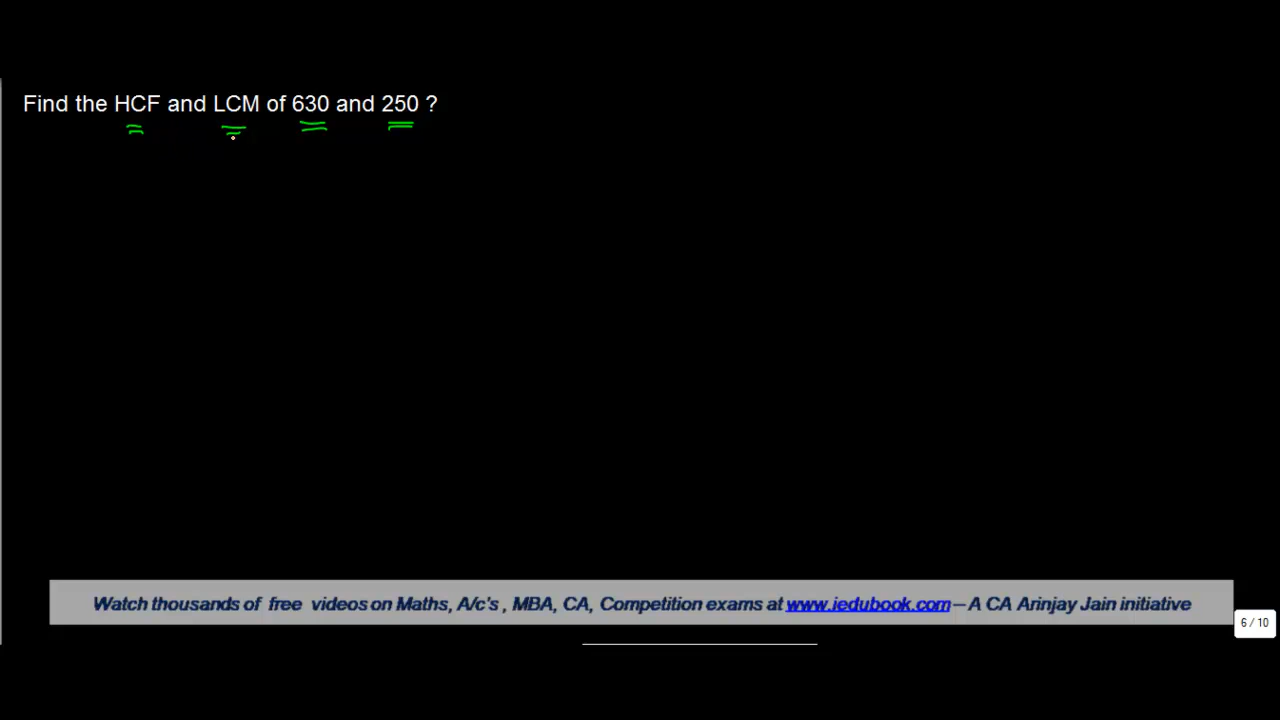 Find the HCF and LCM of 630 and 250 ?
Watch thousands of free videos on Maths, A/c's , MBA, CA, Competition exams at www.iedubook.com – A CA Arinjay Jain initiative
6 / 10